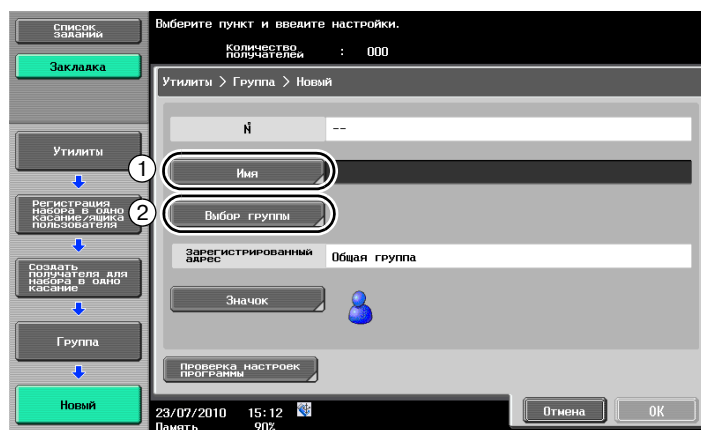 Список
заданий
Закладка
Выберите пункт и введите настройки.
Количество
получателей : 000
Утилиты > Группа > Новый
Утилиты
Регистрация
набора в одно
касание/ящика
пользователя
Создать
получателя для
набора в одно
касание
Группа
Новый
№ --
1 Имя
2 Выбор группы
Зарегистрированный
адрес
Общая группа
Значок
Проверка настроек
программы
23/07/2010 15:12
Память 90%
Отмена
OK